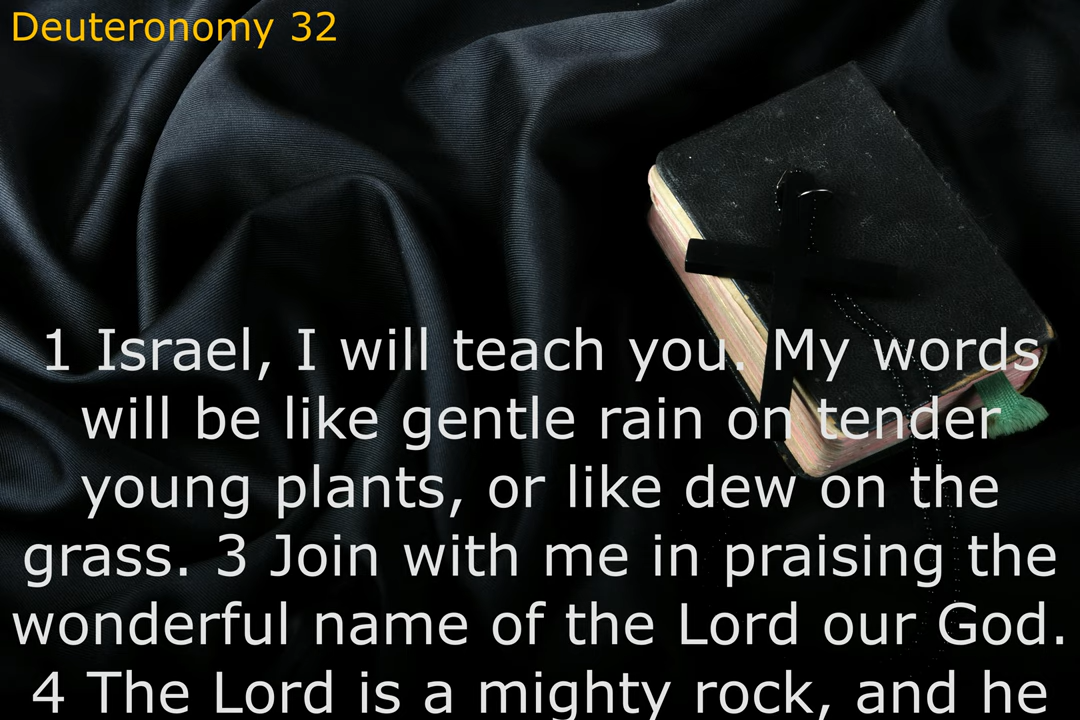 Deuteronomy 32
1 Israel, I will teach you. My words
will be like gentle rain on tender
young plants, or like dew on the
grass. 3 Join with me in praising the
wonderful name of the Lord our God.
4 The Lord is a mighty rock, and he